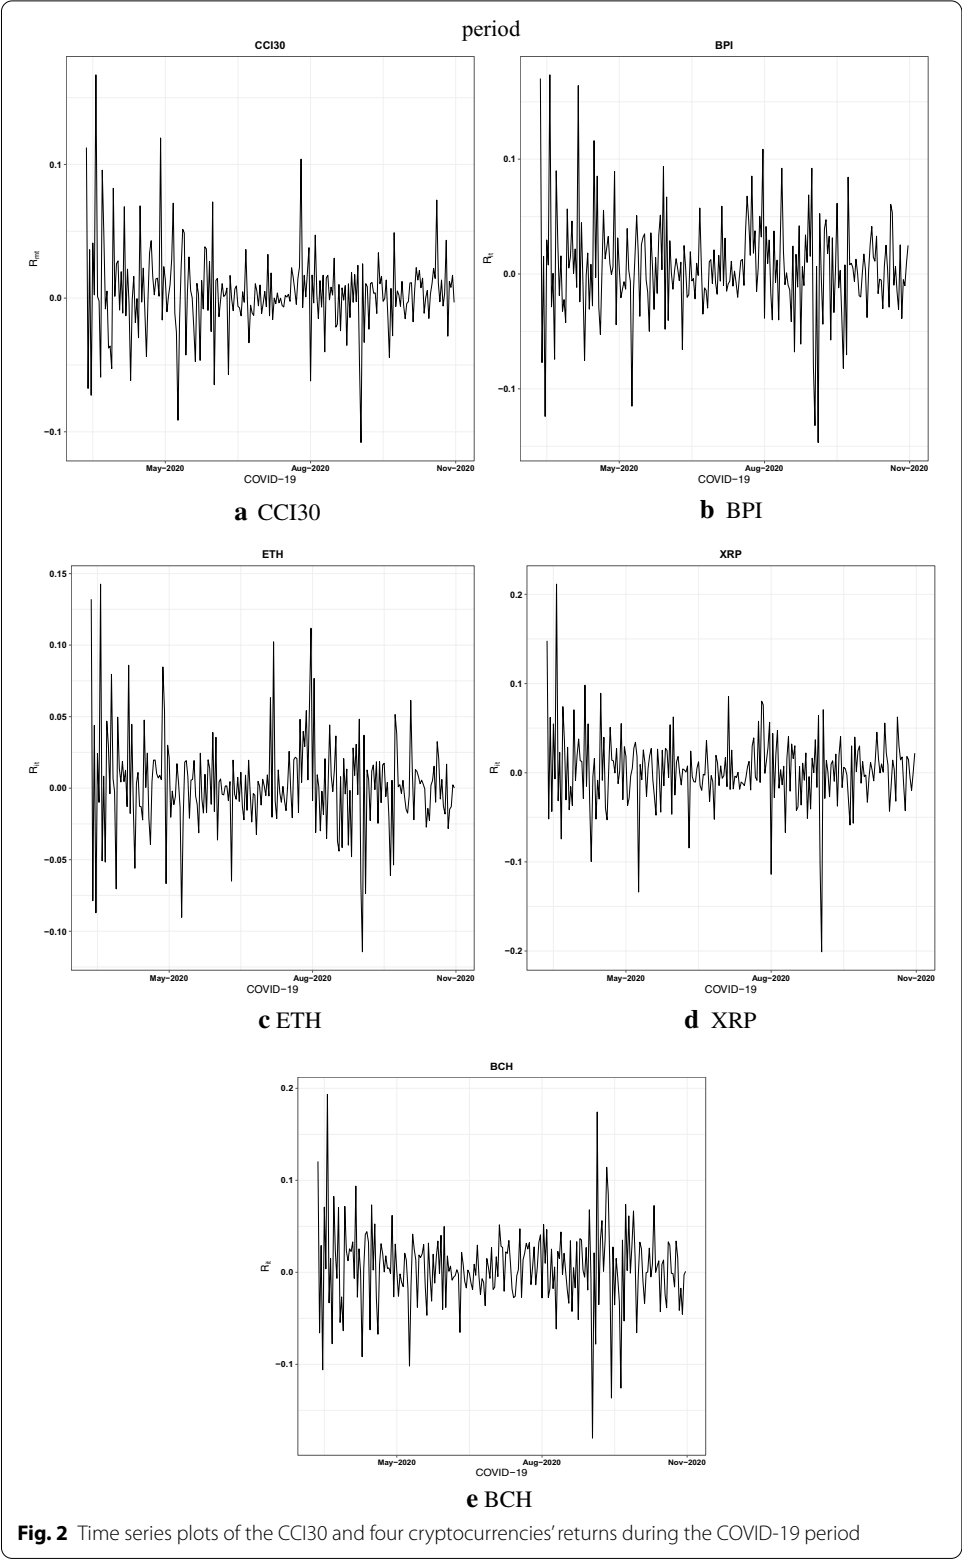 period
CCI30
R_mt
0.1
0.0
−0.1
May−2020 Aug−2020 Nov−2020
COVID−19
a CCI30
BPI
R_it
0.1
0.0
−0.1
May−2020 Aug−2020 Nov−2020
COVID−19
b BPI
ETH
R_it
0.15
0.10
0.05
0.00
−0.05
−0.10
May−2020 Aug−2020 Nov−2020
COVID−19
c ETH
XRP
R_it
0.2
0.1
0.0
−0.1
−0.2
May−2020 Aug−2020 Nov−2020
COVID−19
d XRP
BCH
R_it
0.2
0.1
0.0
−0.1
May−2020 Aug−2020 Nov−2020
COVID−19
e BCH
Fig. 2 Time series plots of the CCI30 and four cryptocurrencies’ returns during the COVID-19 period